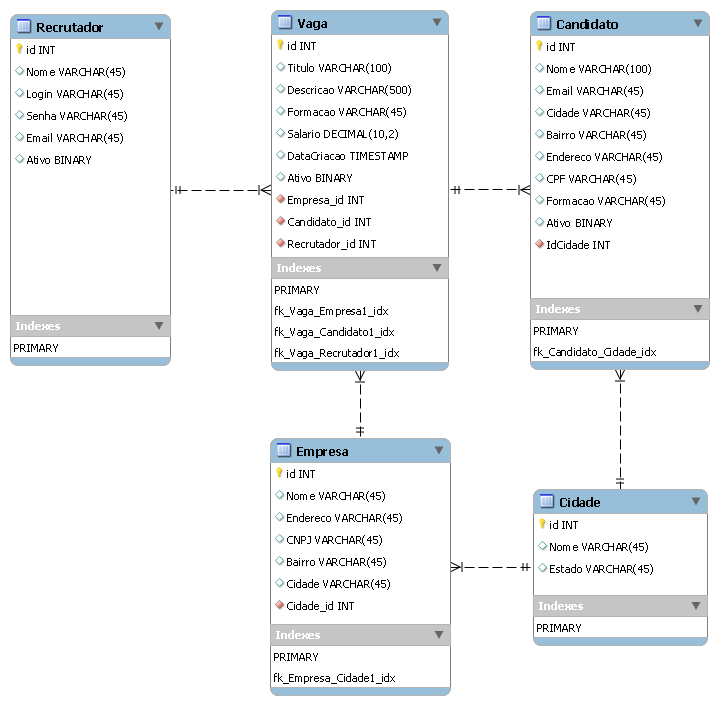 Recrutador
id INT
Nome VARCHAR(45)
Login VARCHAR(45)
Senha VARCHAR(45)
Email VARCHAR(45)
Ativo BINARY
Indexes
PRIMARY
Vaga
id INT
Titulo VARCHAR(100)
Descricao VARCHAR(500)
Formacao VARCHAR(45)
Salario DECIMAL(10,2)
DataCriacao TIMESTAMP
Ativo BINARY
Empresa_id INT
Candidato_id INT
Recrutador_id INT
Indexes
PRIMARY
fk_Vaga_Empresa1_idx
fk_Vaga_Candidato1_idx
fk_Vaga_Recrutador1_idx
Candidato
id INT
Nome VARCHAR(100)
Email VARCHAR(45)
Cidade VARCHAR(45)
Bairro VARCHAR(45)
Endereco VARCHAR(45)
CPF VARCHAR(45)
Formacao VARCHAR(45)
Ativo BINARY
IdCidade INT
Indexes
PRIMARY
fk_Candidato_Cidade_idx
Empresa
id INT
Nome VARCHAR(45)
Endereco VARCHAR(45)
CNPJ VARCHAR(45)
Bairro VARCHAR(45)
Cidade VARCHAR(45)
Cidade_id INT
Indexes
PRIMARY
fk_Empresa_Cidade1_idx
Cidade
id INT
Nome VARCHAR(45)
Estado VARCHAR(45)
Indexes
PRIMARY